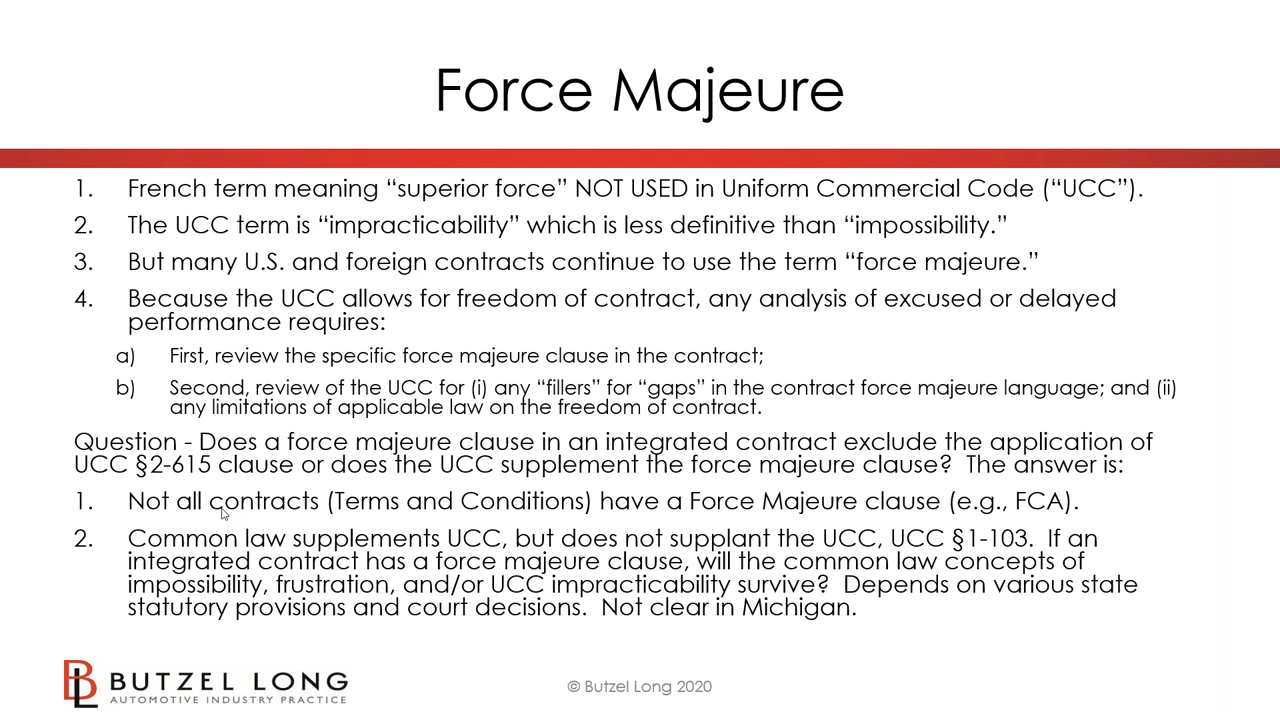 Force Majeure
1. French term meaning “superior force” NOT USED in Uniform Commercial Code (“UCC”).
2. The UCC term is “impracticability” which is less definitive than “impossibility.”
3. But many U.S. and foreign contracts continue to use the term “force majeure.”
4. Because the UCC allows for freedom of contract, any analysis of excused or delayed
performance requires:
a) First, review the specific force majeure clause in the contract;
b) Second, review of the UCC for (i) any “fillers” for “gaps” in the contract force majeure language; and (ii)
any limitations of applicable law on the freedom of contract.
Question - Does a force majeure clause in an integrated contract exclude the application of
UCC §2-615 clause or does the UCC supplement the force majeure clause?  The answer is:
1. Not all contracts (Terms and Conditions) have a Force Majeure clause (e.g., FCA).
2. Common law supplements UCC, but does not supplant the UCC, UCC §1-103.  If an
integrated contract has a force majeure clause, will the common law concepts of
impossibility, frustration, and/or UCC impracticability survive?  Depends on various state
statutory provisions and court decisions.  Not clear in Michigan.
BL BUTZEL LONG
AUTOMOTIVE INDUSTRY PRACTICE
© Butzel Long 2020